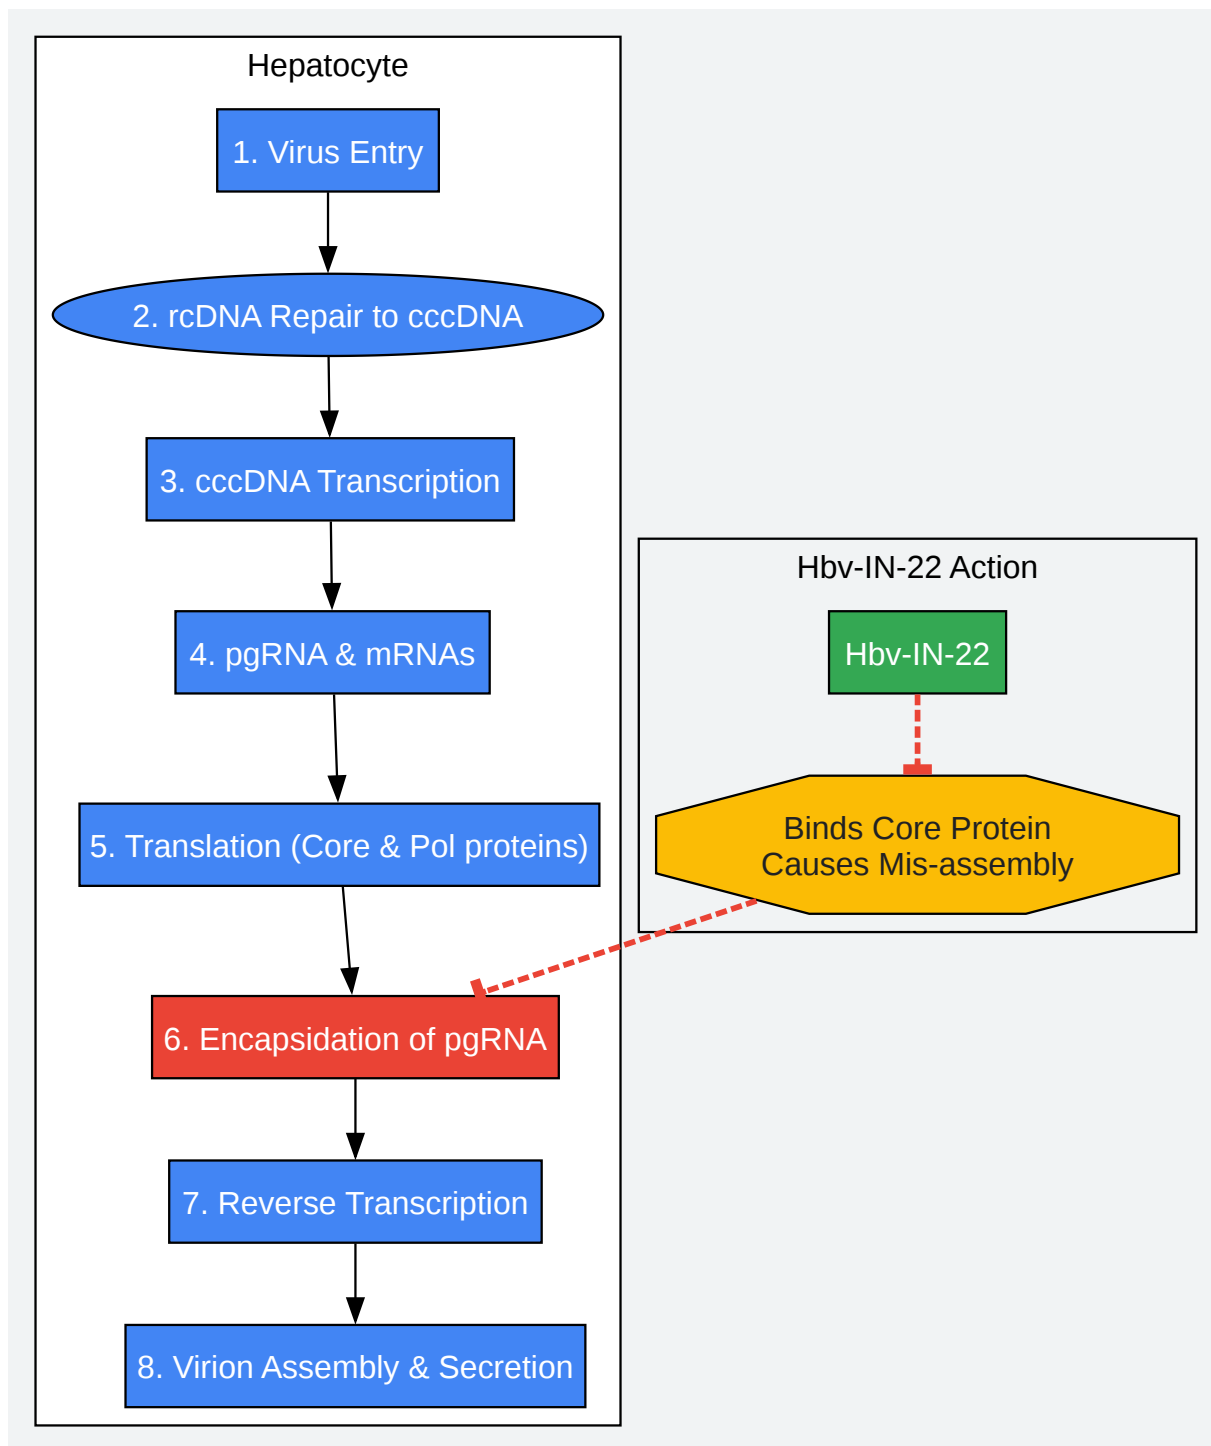 Hepatocyte
1. Virus Entry
2. rcDNA Repair to cccDNA
3. cccDNA Transcription
4. pgRNA & mRNAs
5. Translation (Core & Pol proteins)
6. Encapsidation of pgRNA
7. Reverse Transcription
8. Virion Assembly & Secretion
Hbv-IN-22 Action
Hbv-IN-22
Binds Core Protein
Causes Mis-assembly